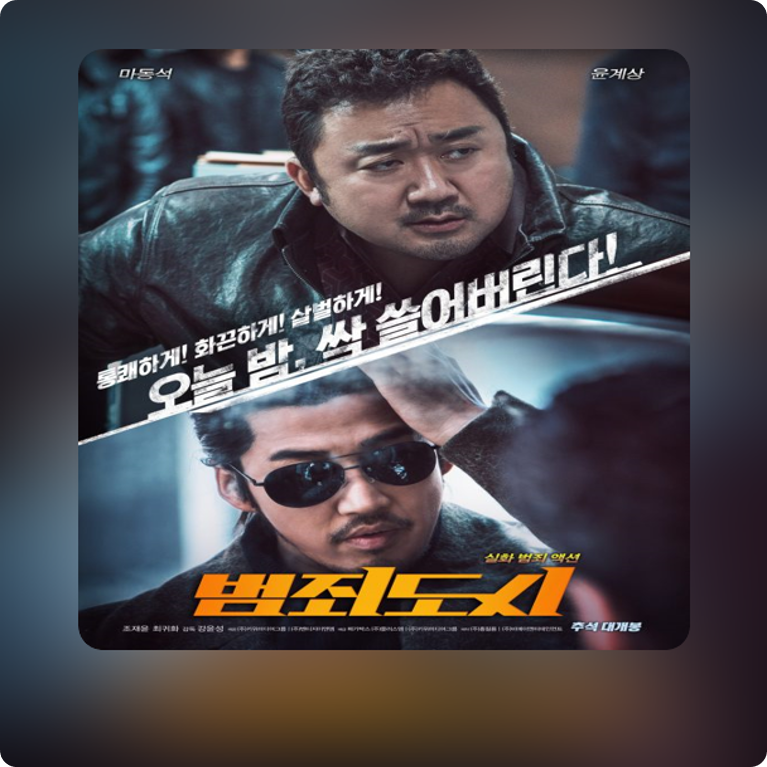 마동석
윤계상
통쾌하게! 화끈하게! 살벌하게!
오늘 밤, 싹 쓸어버린다!
실화 범죄 액션
범죄도시
조재윤 최귀화 감독 강윤성
추석 대개봉